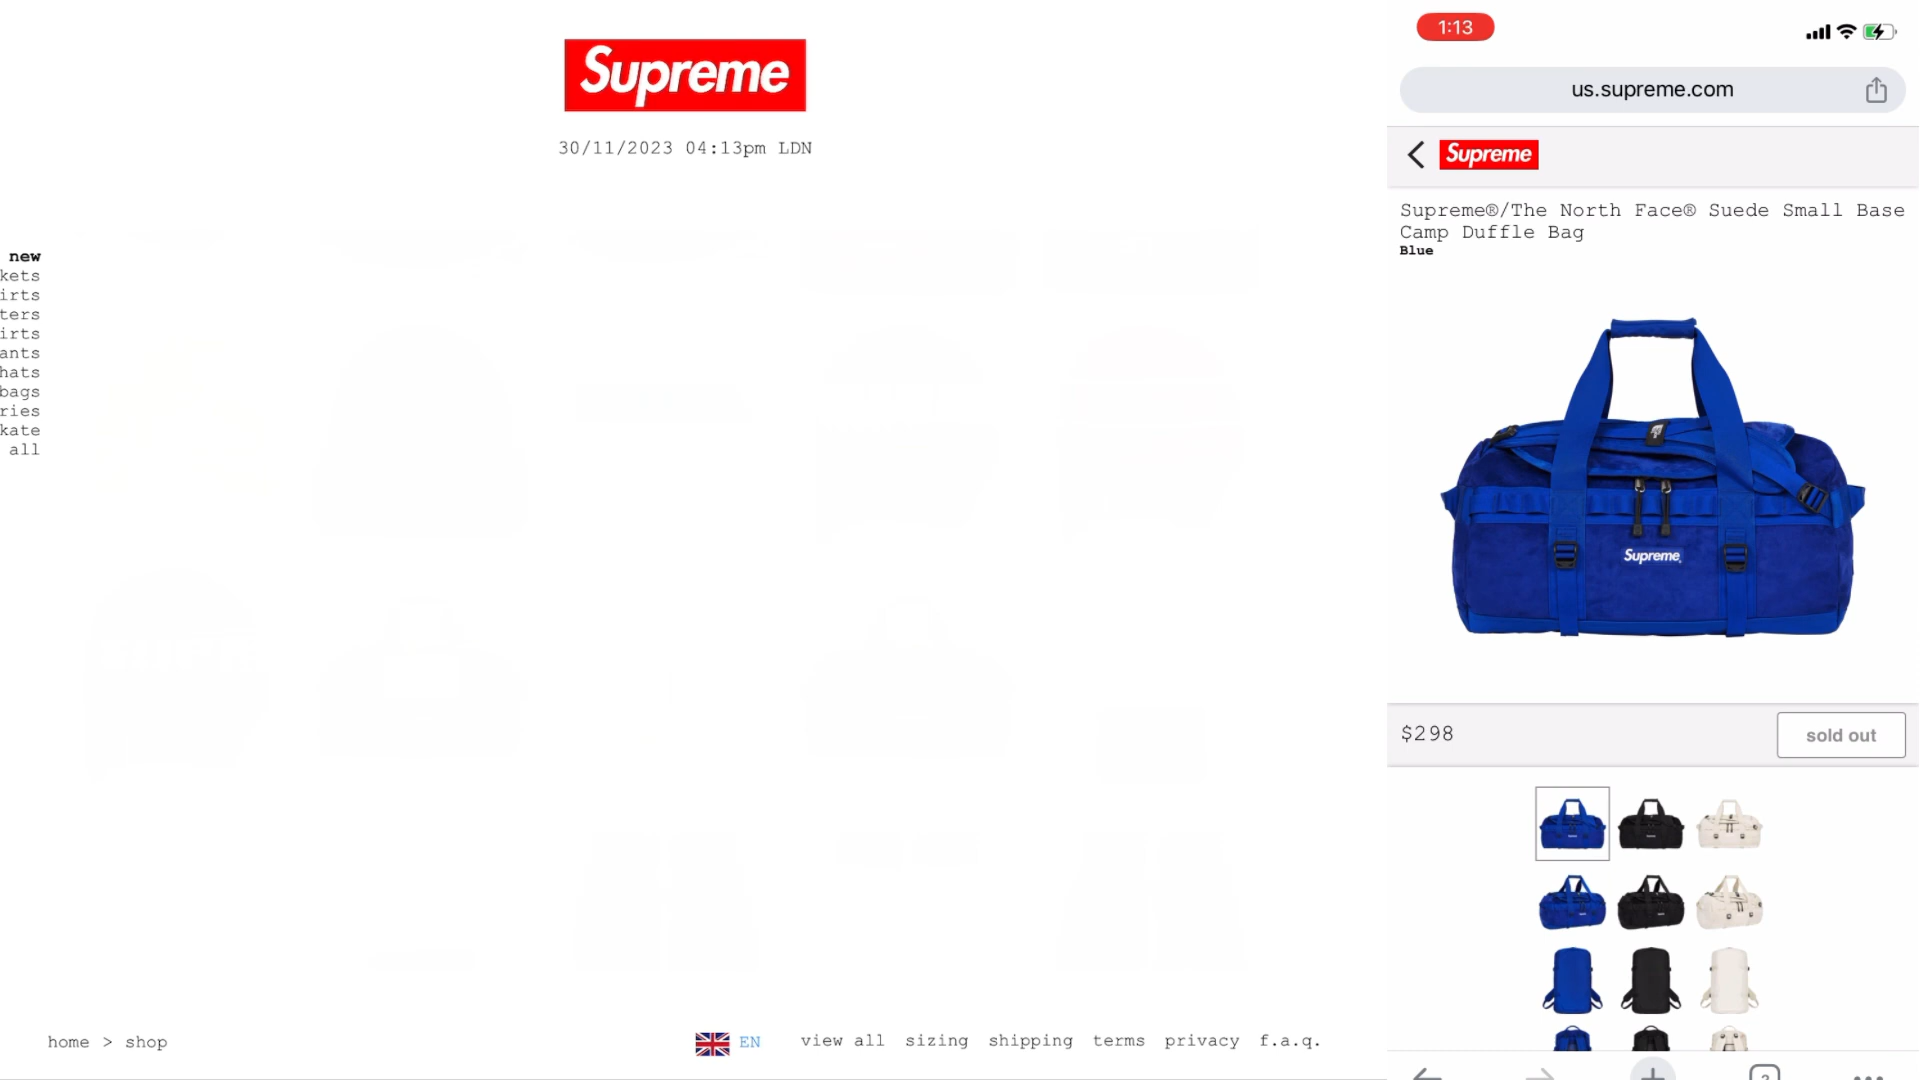 Supreme
30/11/2023 04:13pm LDN
new
kets
irts
ters
irts
ants
hats
bags
ries
kate
all
home > shop
EN
view all sizing shipping terms privacy f.a.q.
1:13
us.supreme.com
Supreme
Supreme®/The North Face® Suede Small Base
Camp Duffle Bag
Blue
Supreme
$298
sold out